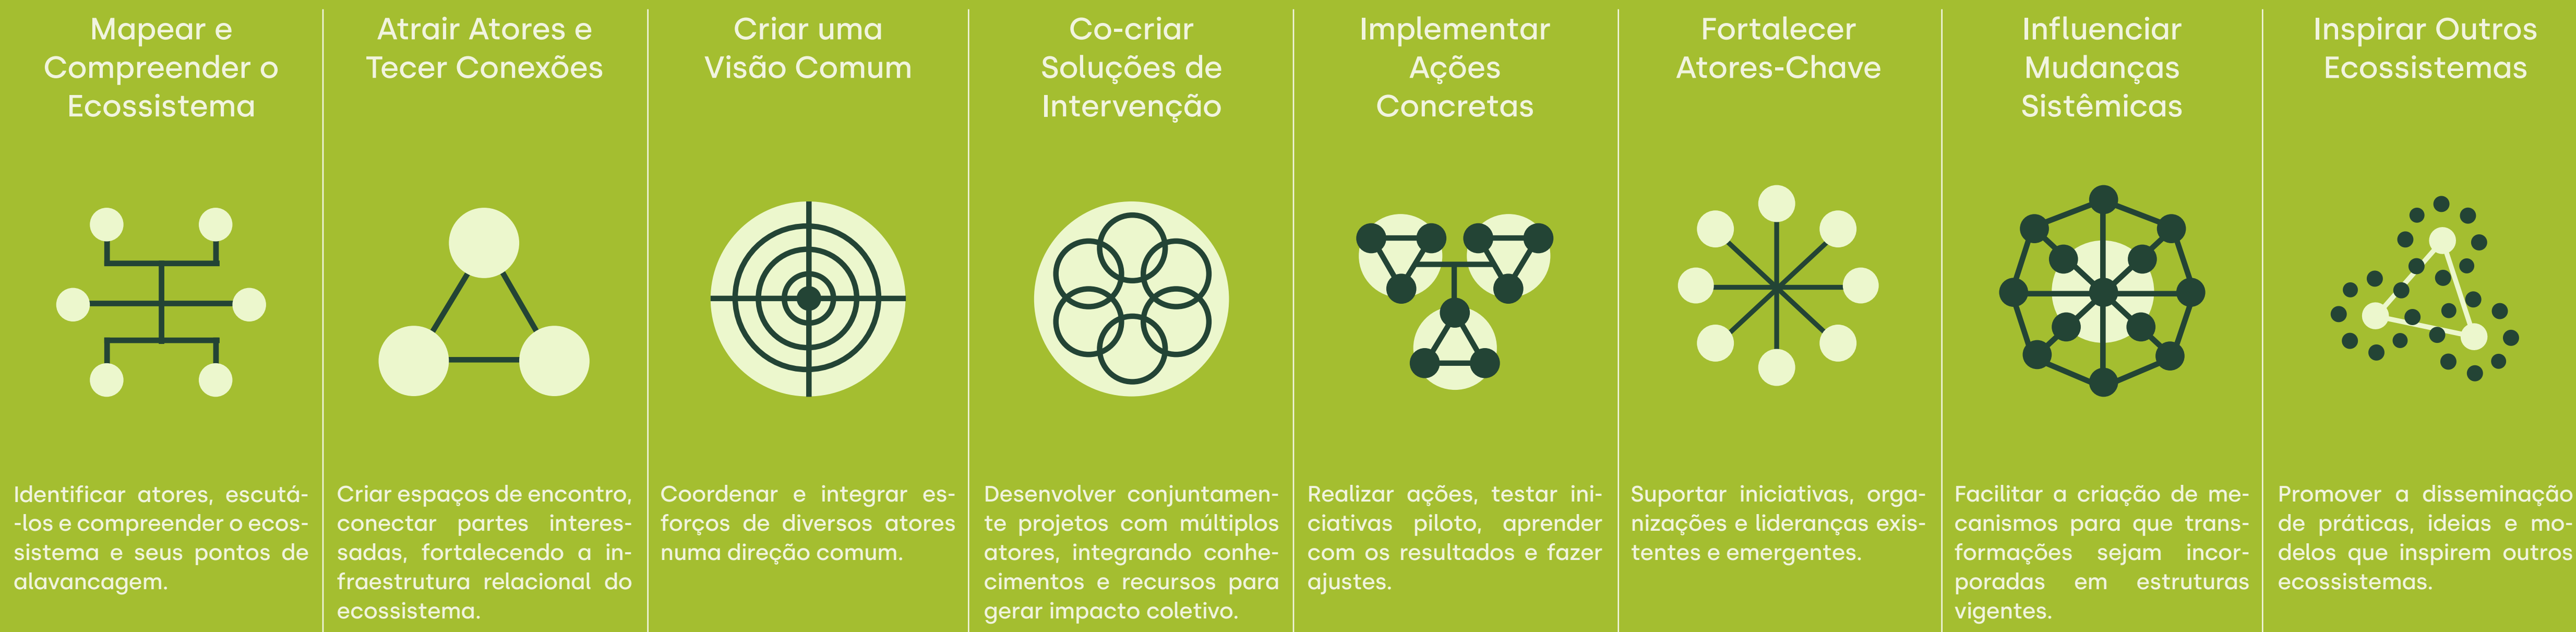 Mapear e
Compreender o
Ecossistema
Identificar atores, escutá-
-los e compreender o ecos-
sistema e seus pontos de
alavancagem.
Atrair Atores e
Tecer Conexões
Criar espaços de encontro,
conectar partes interes-
sadas, fortalecendo a in-
fraestrutura relacional do
ecossistema.
Criar uma
Visão Comum
Coordenar e integrar es-
forços de diversos atores
numa direção comum.
Co-criar
Soluções de
Intervenção
Desenvolver conjuntamen-
te projetos com múltiplos
atores, integrando conhe-
cimentos e recursos para
gerar impacto coletivo.
Implementar
Ações
Concretas
Realizar ações, testar ini-
ciativas piloto, aprender
com os resultados e fazer
ajustes.
Fortalecer
Atores-Chave
Suportar iniciativas, orga-
nizações e lideranças exis-
tentes e emergentes.
Influenciar
Mudanças
Sistêmicas
Facilitar a criação de me-
canismos para que trans-
formações sejam incor-
poradas em estruturas
vigentes.
Inspirar Outros
Ecossistemas
Promover a disseminação
de práticas, ideias e mo-
delos que inspirem outros
ecossistemas.